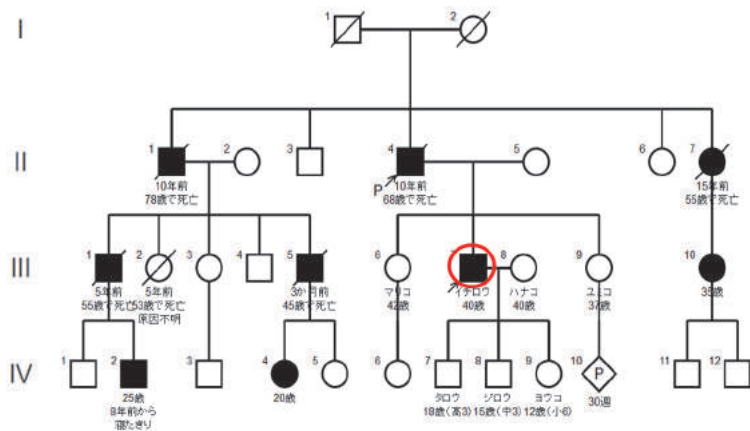 I
1
2
II
1
2
3
4
5
6
7
P
10年前
78歳で死亡
10年前
68歳で死亡
15年前
55歳で死亡
III
1
2
3
4
5
6
8
9
10
5年前
55歳で死亡
5年前
53歳で死亡
原因不明
3か月前
45歳で死亡
マリコ
42歳
イチロウ
40歳
ハナコ
40歳
ユミコ
37歳
35歳
IV
1
2
3
4
5
6
7
8
9
10
11
12
P
25歳
8年前から
寝たきり
20歳
タロウ
18歳(高3)
ジロウ
15歳(中3)
ヨウコ
12歳(小6)
30週